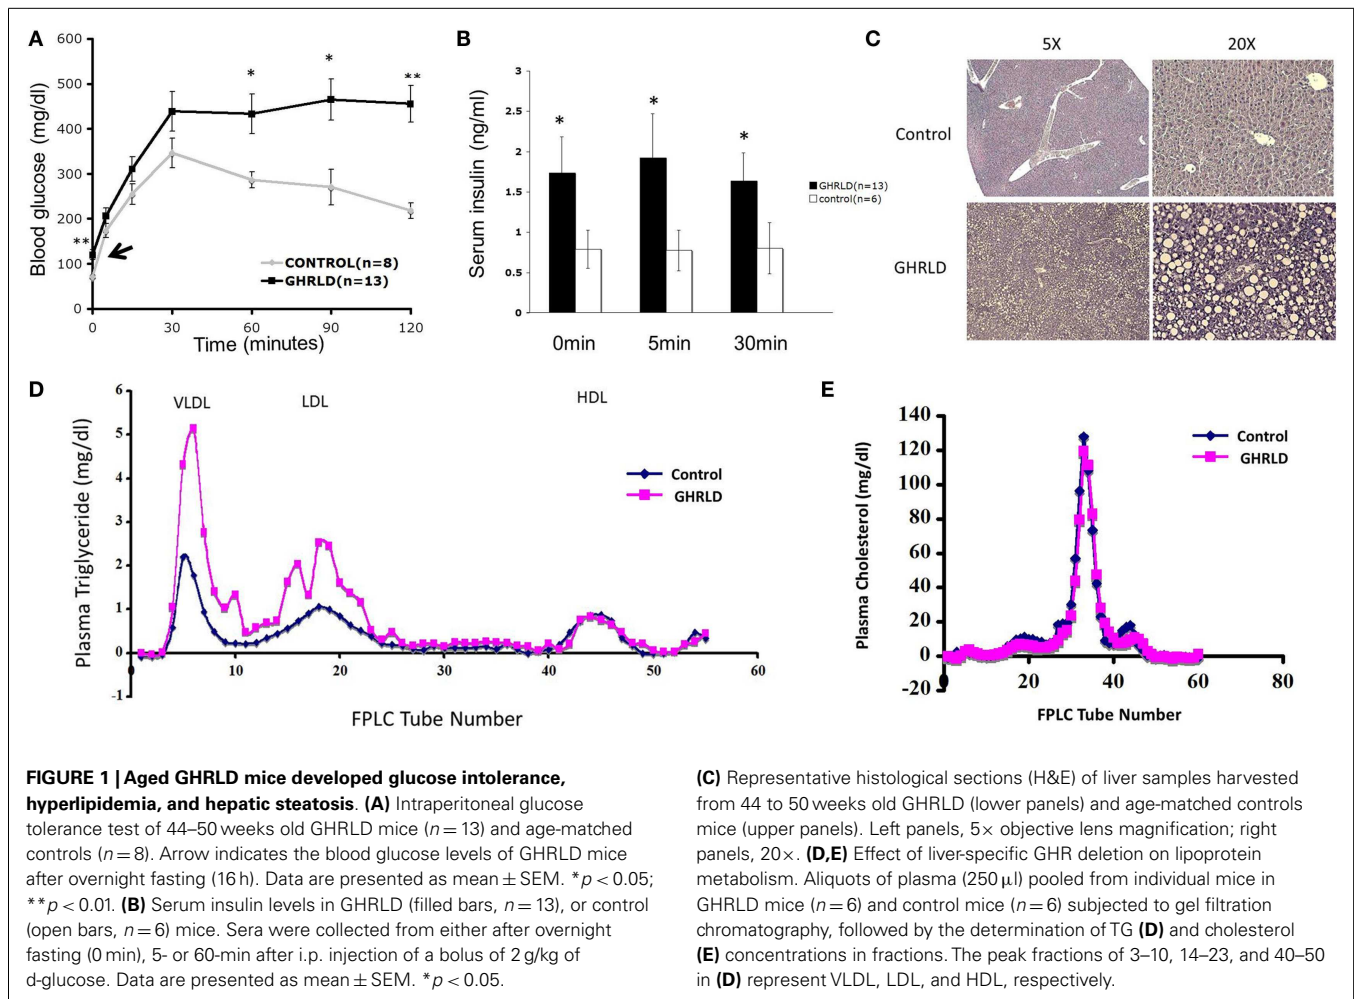 A
600
500
400
300
200
100
0
Blood glucose (mg/dl)
**
*
*
**
CONTROL(n=8)
GHRLD(n=13)
0
30
60
90
120
Time (minutes)
B
3
2.5
2
1.5
1
0.5
0
Serum insulin (ng/ml)
*
*
*
GHRLD(n=13)
control(n=6)
0min
5min
30min
C
5X
20X
Control
GHRLD
D
6
5
4
3
2
1
0
-1
Plasma Triglyceride (mg/dl)
VLDL
LDL
HDL
Control
GHRLD
0
10
20
30
40
50
60
FPLC Tube Number
E
140
120
100
80
60
40
20
0
-20
Plasma Cholesterol (mg/dl)
Control
GHRLD
0
20
40
60
80
FPLC Tube Number
FIGURE 1 | Aged GHRLD mice developed glucose intolerance,
hyperlipidemia, and hepatic steatosis. (A) Intraperitoneal glucose
tolerance test of 44–50 weeks old GHRLD mice (n = 13) and age-matched
controls (n = 8). Arrow indicates the blood glucose levels of GHRLD mice
after overnight fasting (16 h). Data are presented as mean ± SEM. *p < 0.05;
**p < 0.01. (B) Serum insulin levels in GHRLD (filled bars, n = 13), or control
(open bars, n = 6) mice. Sera were collected from either after overnight
fasting (0 min), 5- or 60-min after i.p. injection of a bolus of 2 g/kg of
d-glucose. Data are presented as mean ± SEM. *p < 0.05.
(C) Representative histological sections (H&E) of liver samples harvested
from 44 to 50 weeks old GHRLD (lower panels) and age-matched controls
mice (upper panels). Left panels, 5× objective lens magnification; right
panels, 20×. (D,E) Effect of liver-specific GHR deletion on lipoprotein
metabolism. Aliquots of plasma (250 μl) pooled from individual mice in
GHRLD mice (n = 6) and control mice (n = 6) subjected to gel filtration
chromatography, followed by the determination of TG (D) and cholesterol
(E) concentrations in fractions. The peak fractions of 3–10, 14–23, and 40–50
in (D) represent VLDL, LDL, and HDL, respectively.